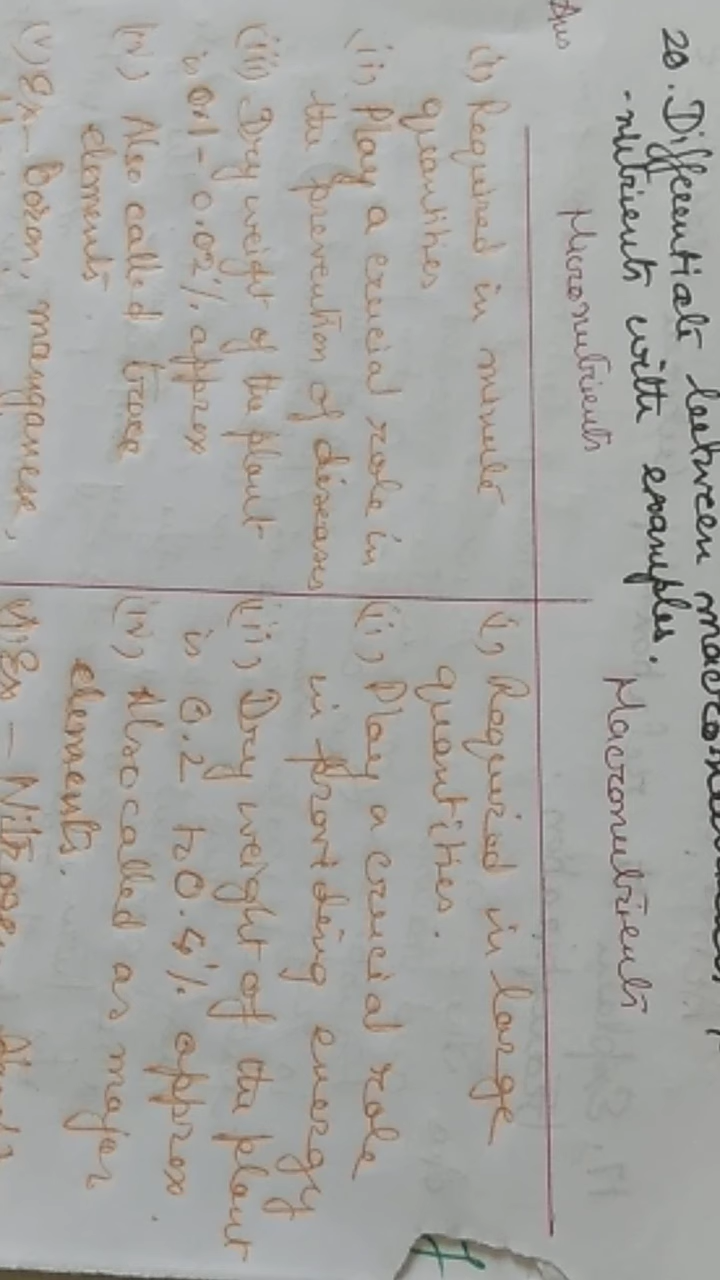 20. Differentiate between
-nutrients with examples.
Ans
Micronutrients
(i) Required in minute
quantities
(ii) Play a crucial role in
the prevention of diseases
(iii) Dry weight of the plant
is 0.01-0.02% approx
(iv) Also called trace
elements
(v) Ex- Boron, manganese,
Macronutrients
(i) Required in large
quantities.
(ii) Play a crucial role
in providing energy
(iii) Dry weight of the plant
is 0.2 to 0.4% approx.
(iv) Also called as major
elements.
(v) Ex - Nitrogen,